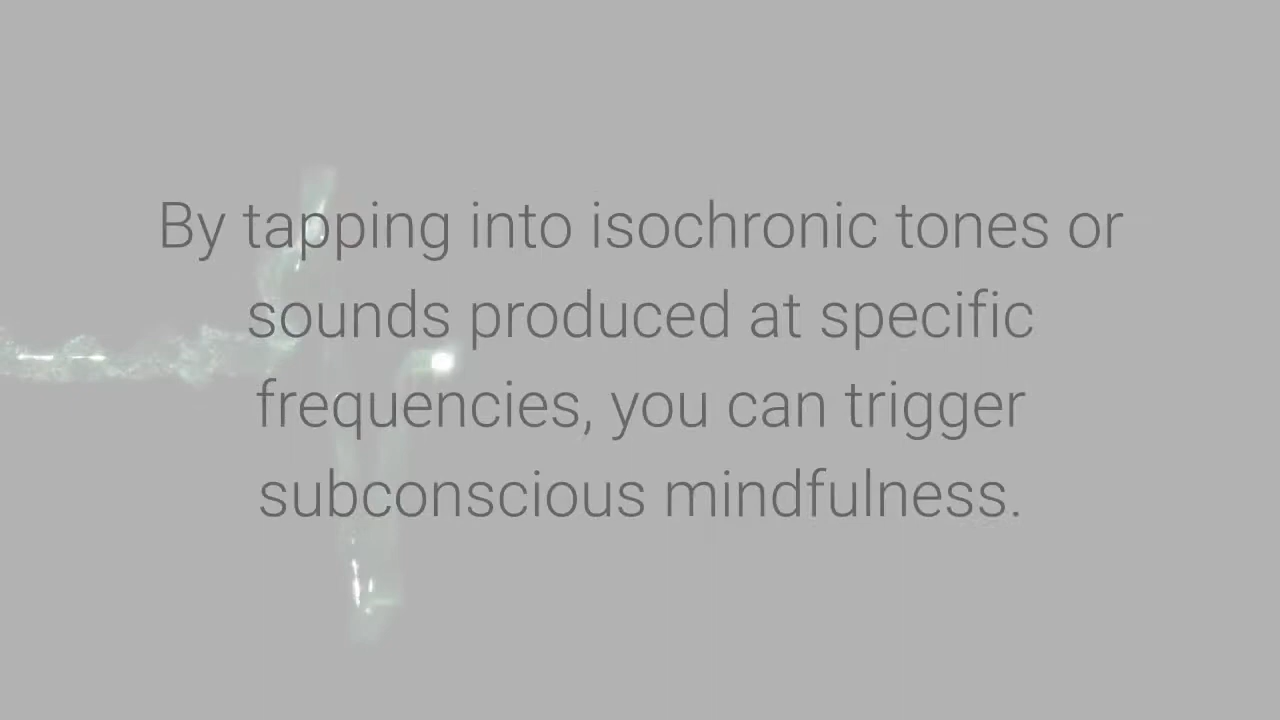 By tapping into isochronic tones or
sounds produced at specific
frequencies, you can trigger
subconscious mindfulness.